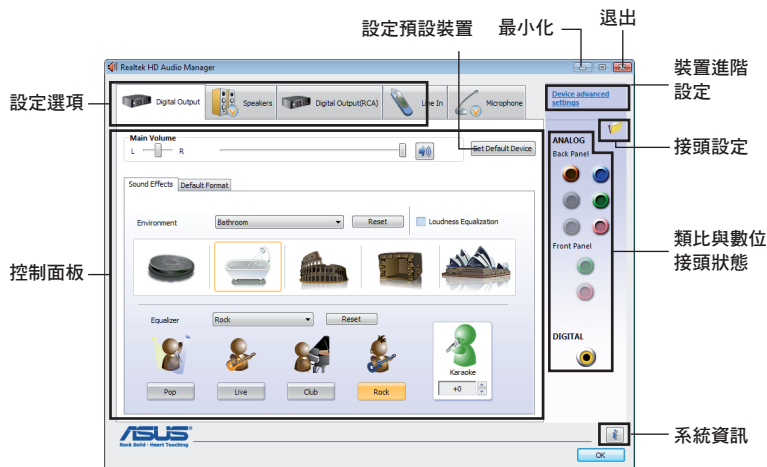 設定預設裝置
最小化
退出
Realtek HD Audio Manager
裝置進階
設定
設定選項
Digital Output
Speakers
Digital Output(RCA)
Line In
Microphone
Device advanced
settings
接頭設定
Main Volume
L
R
Set Default Device
ANALOG
Back Panel
Sound Effects
Default Format
Environment
Bathroom
Reset
Loudness Equalization
Front Panel
類比與數位
接頭狀態
控制面板
Equalizer
Rock
Reset
DIGITAL
Karaoke
Pop
Live
Club
Rock
+0
ASUS
Rock Solid · Heart Touching
i
系統資訊
OK